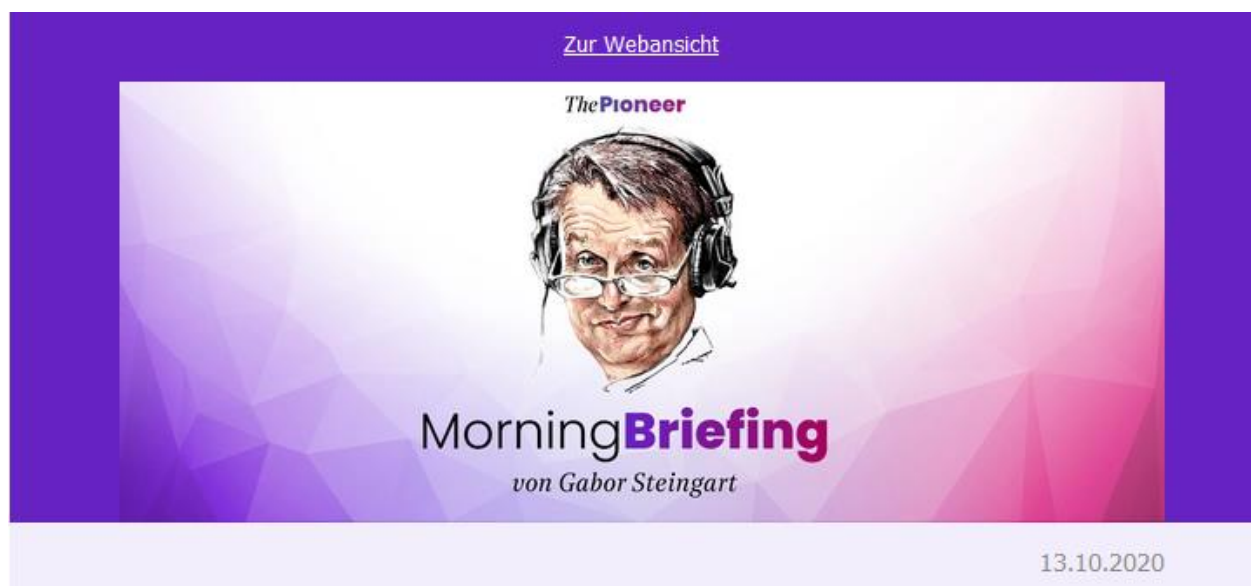 Zur Webansicht
ThePioneer
MorningBriefing
von Gabor Steingart
13.10.2020